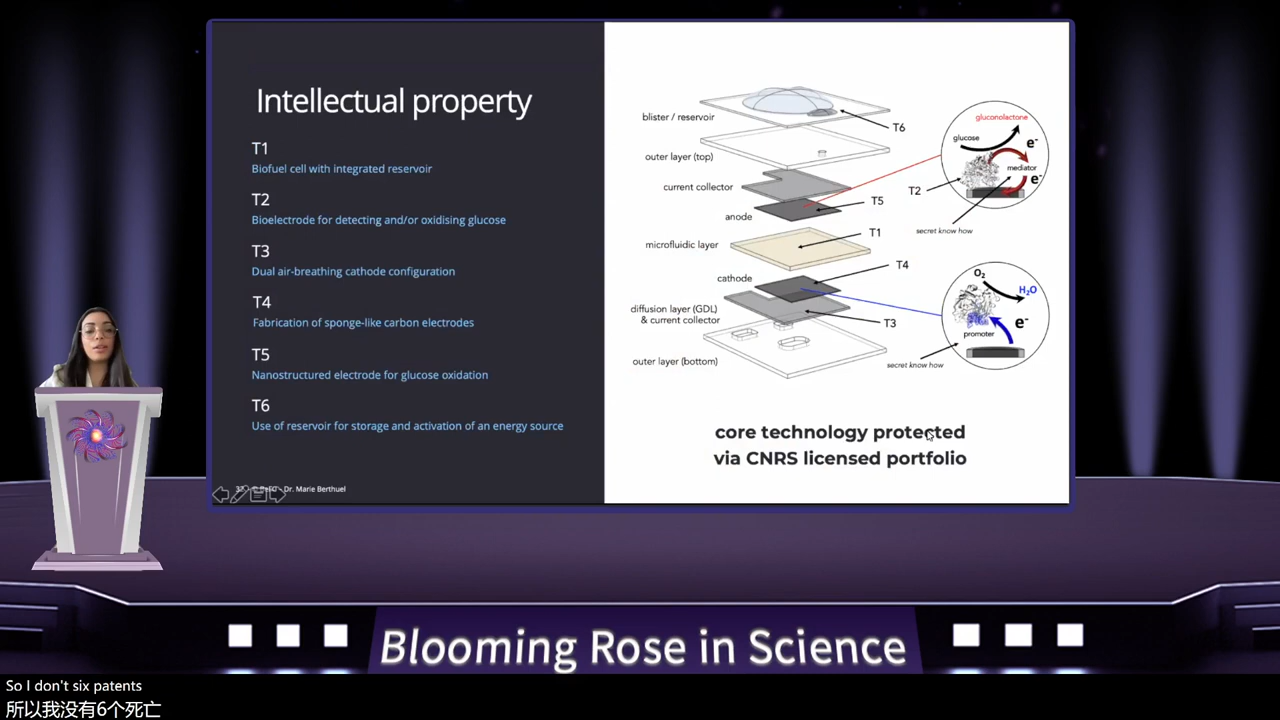 Intellectual property
T1
Biofuel cell with integrated reservoir
T2
Bioelectrode for detecting and/or oxidising glucose
T3
Dual air-breathing cathode configuration
T4
Fabrication of sponge-like carbon electrodes
T5
Nanostructured electrode for glucose oxidation
T6
Use of reservoir for storage and activation of an energy source
Dr. Marie Berthuel
blister / reservoir
T6
outer layer (top)
current collector
T5
anode
microfluidic layer
T1
cathode
T4
diffusion layer (GDL)
& current collector
T3
outer layer (bottom)
gluconolactone
glucose
e-
mediator
e-
T2
secret know how
O2
H2O
e-
promoter
secret know how
core technology protected
via CNRS licensed portfolio
Blooming Rose in Science
So I don't six patents
所以我没有6个死亡